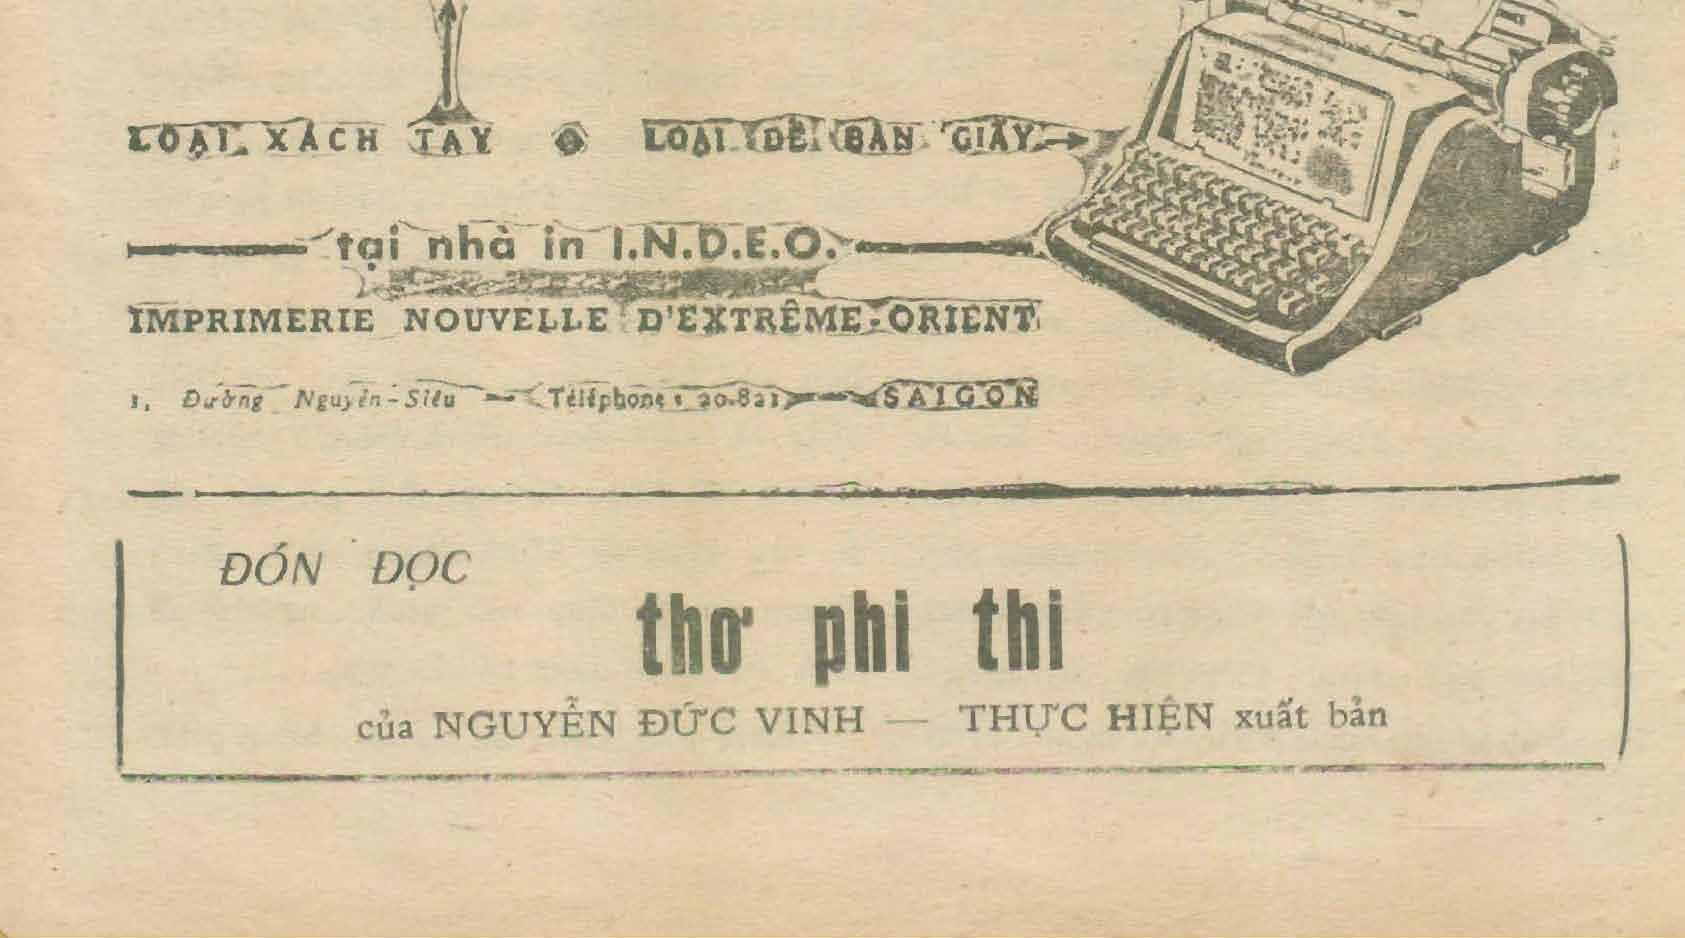 LOẠI XÁCH TAY LOẠI ĐỂ BÀN GIẤY
tại nhà in I.N.D.E.O.
IMPRIMERIE NOUVELLE D'EXTRÊME-ORIENT
1, Đường Nguyễn-Siêu — Téléphone : 20.821 — SAIGON
ĐÓN ĐỌC
thơ phi thi
của NGUYỄN ĐỨC VINH — THỰC HIỆN xuất bản